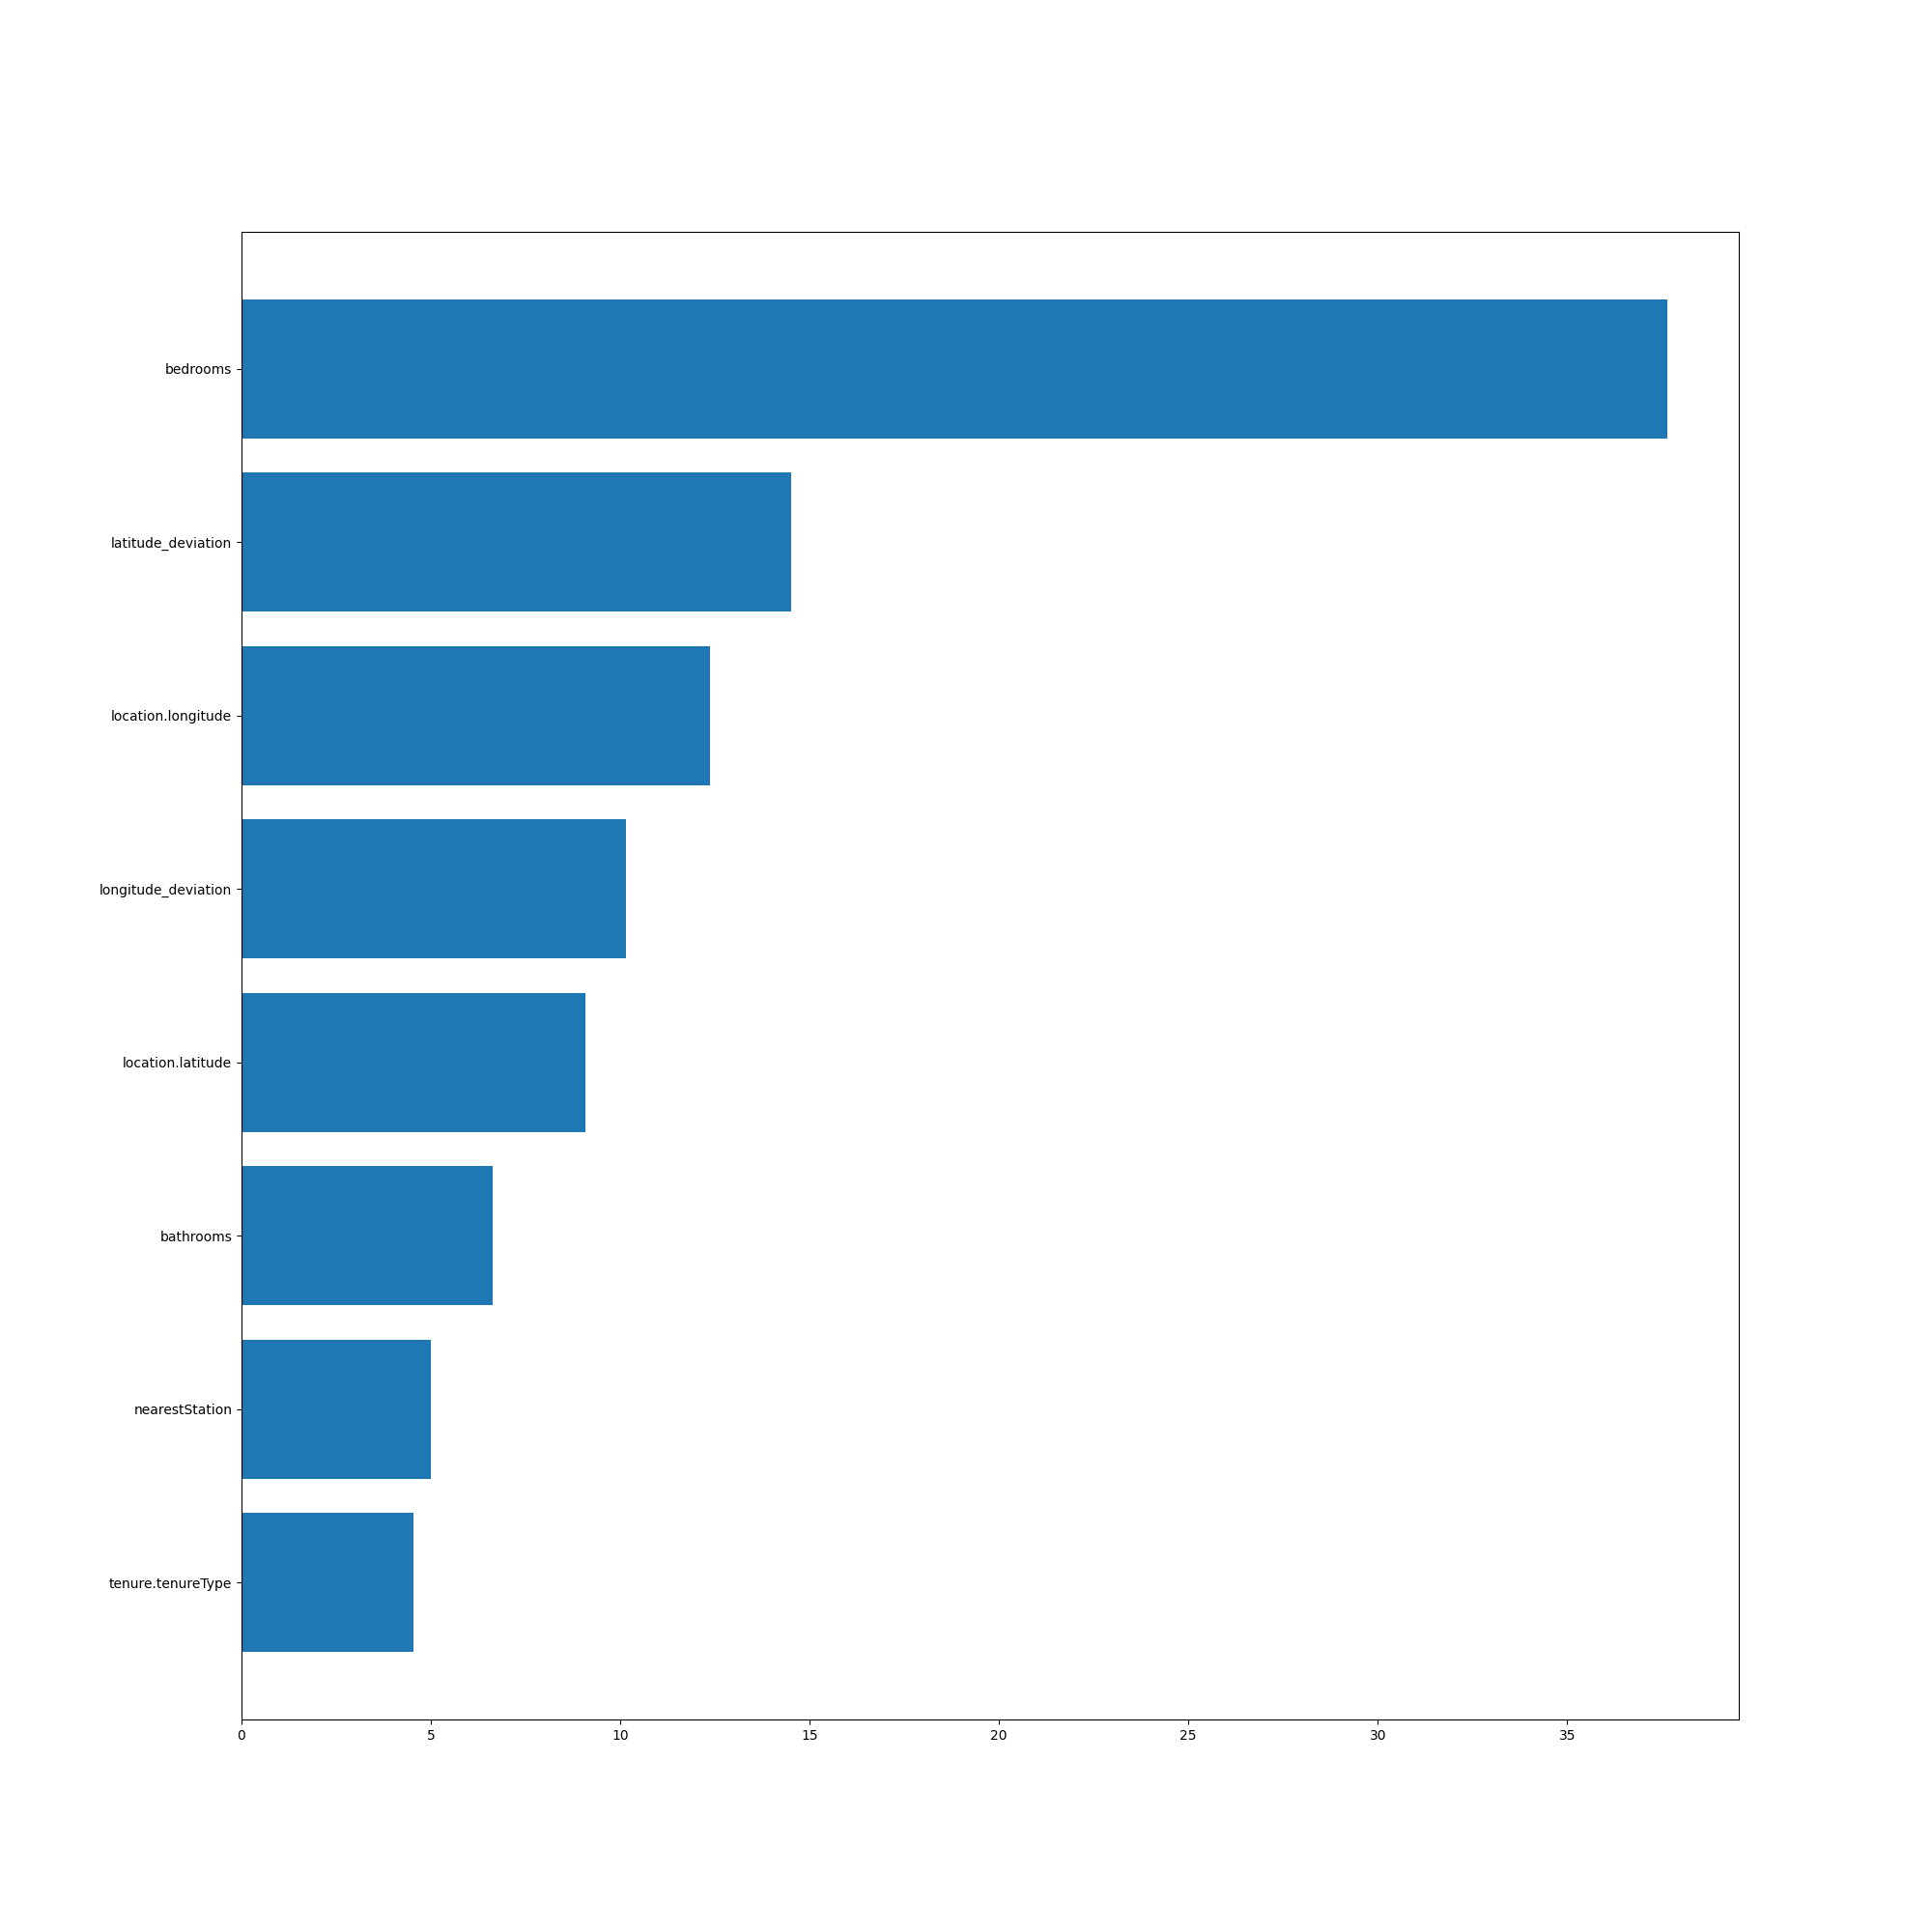 bedrooms
latitude_deviation
location.longitude
longitude_deviation
location.latitude
bathrooms
nearestStation
tenure.tenureType
0 5 10 15 20 25 30 35